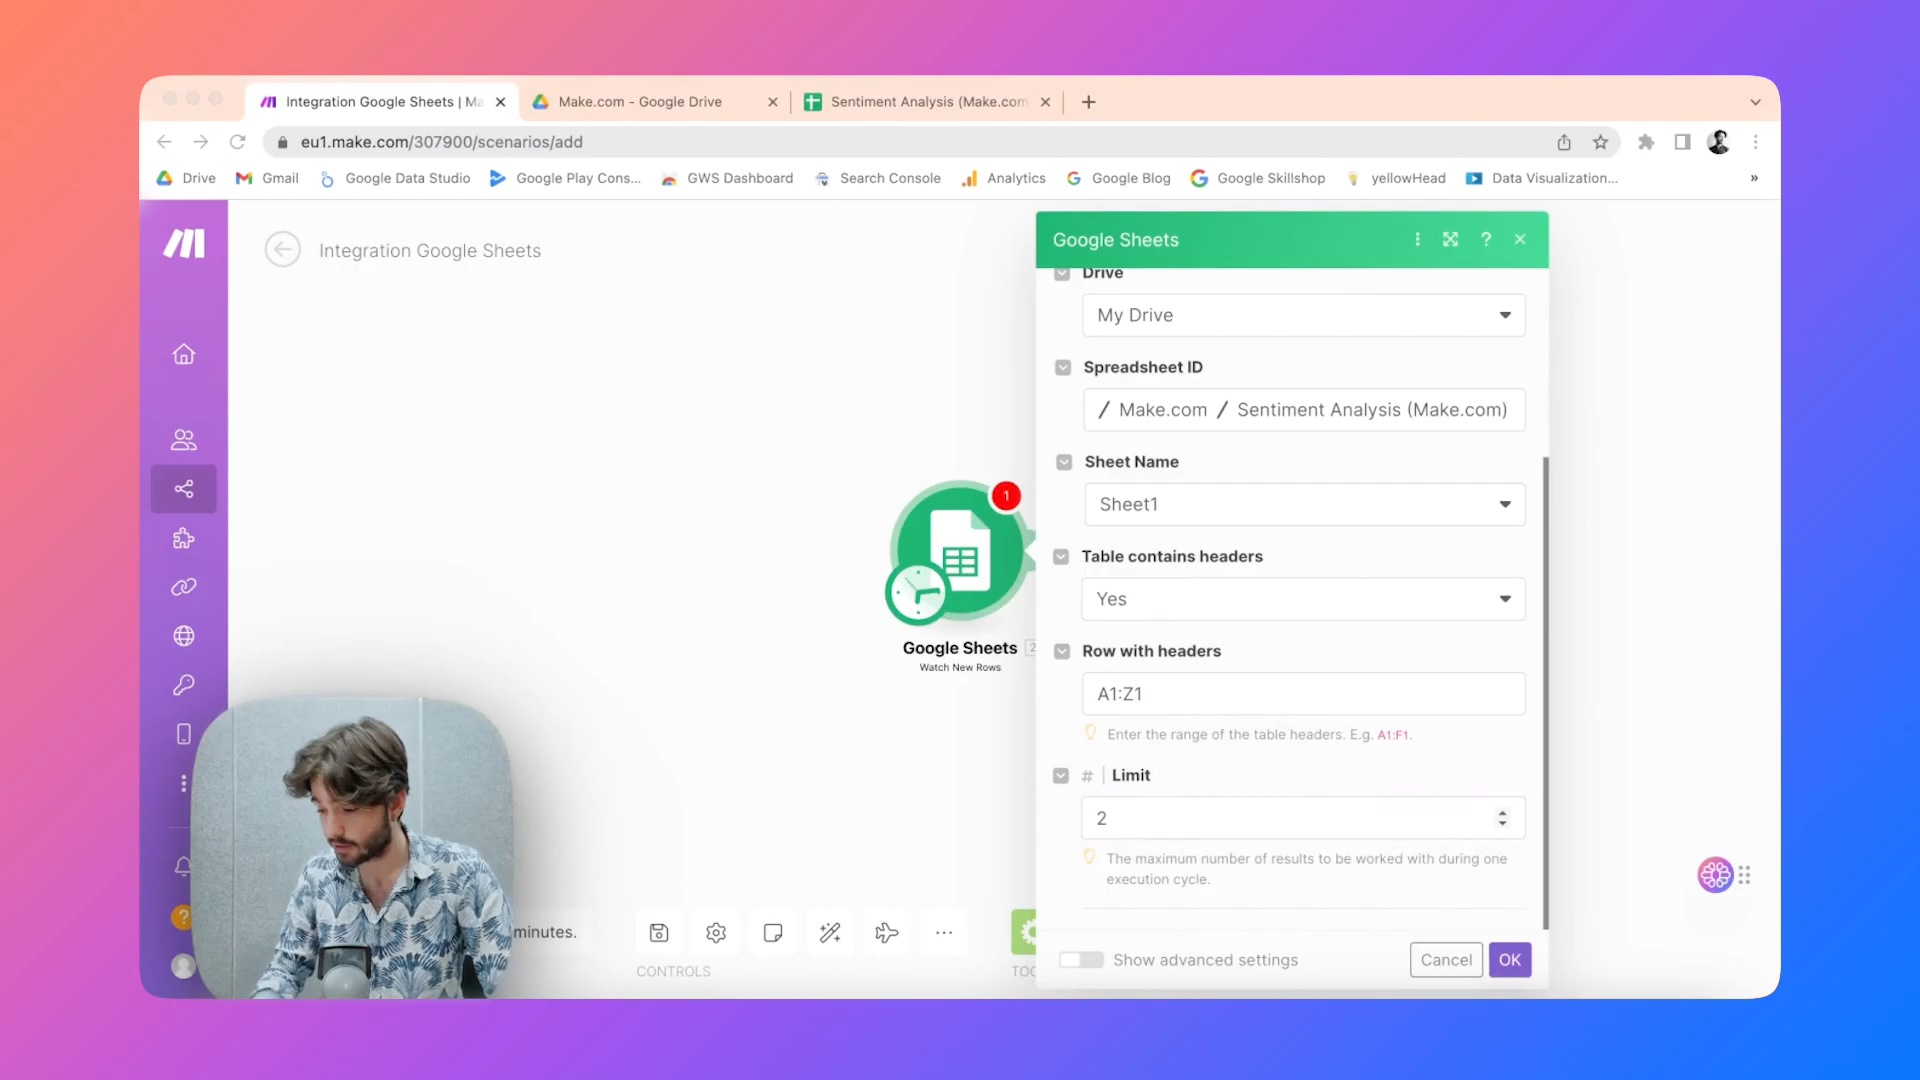 Integration Google Sheets | Ma
Make.com - Google Drive
Sentiment Analysis (Make.com
eu1.make.com/307900/scenarios/add
Drive
Gmail
Google Data Studio
Google Play Cons...
GWS Dashboard
Search Console
Analytics
Google Blog
Google Skillshop
yellowHead
Data Visualization...
»
Integration Google Sheets
Google Sheets
Drive
My Drive
Spreadsheet ID
/ Make.com / Sentiment Analysis (Make.com)
Sheet Name
Sheet1
Table contains headers
Yes
Row with headers
A1:Z1
Enter the range of the table headers. E.g. A1:F1.
# | Limit
2
The maximum number of results to be worked with during one
execution cycle.
Show advanced settings
Cancel
OK
1
Google Sheets
2
Watch New Rows
minutes.
CONTROLS
TOO
?